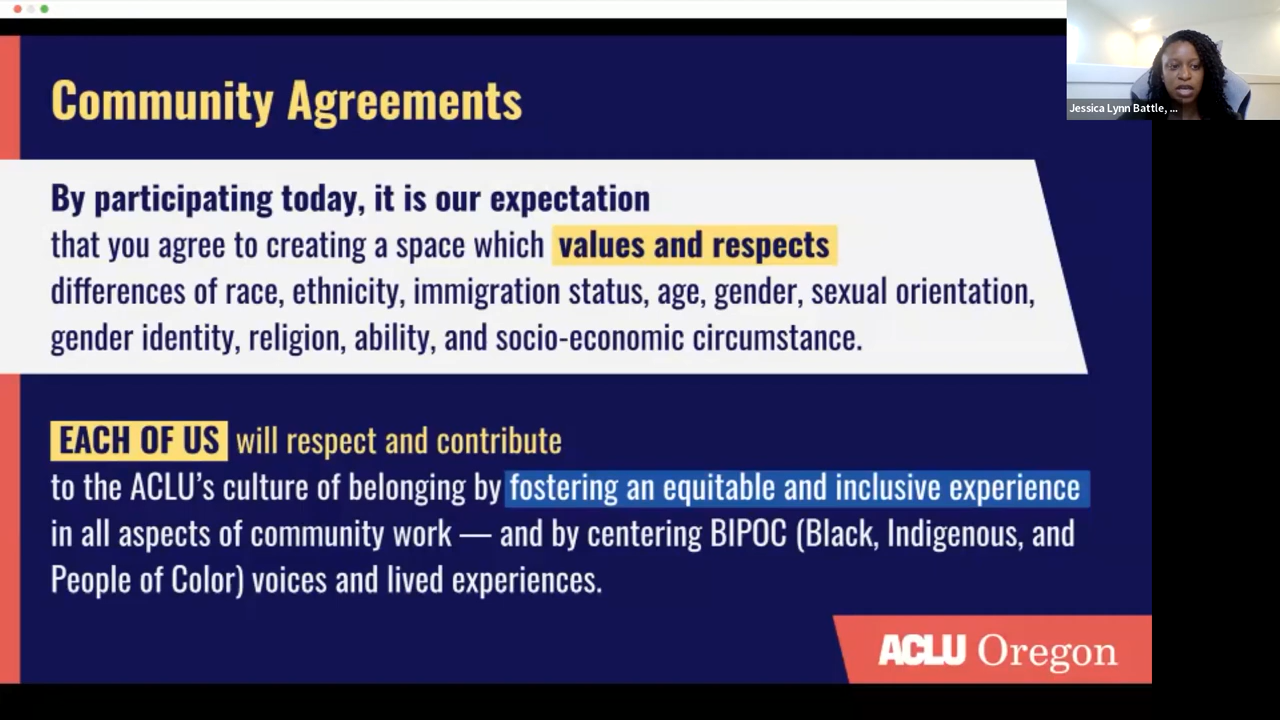 Community Agreements
By participating today, it is our expectation
that you agree to creating a space which values and respects
differences of race, ethnicity, immigration status, age, gender, sexual orientation,
gender identity, religion, ability, and socio-economic circumstance.
EACH OF US will respect and contribute
to the ACLU’s culture of belonging by fostering an equitable and inclusive experience
in all aspects of community work — and by centering BIPOC (Black, Indigenous, and
People of Color) voices and lived experiences.
ACLU Oregon
Jessica Lynn Battle, ...